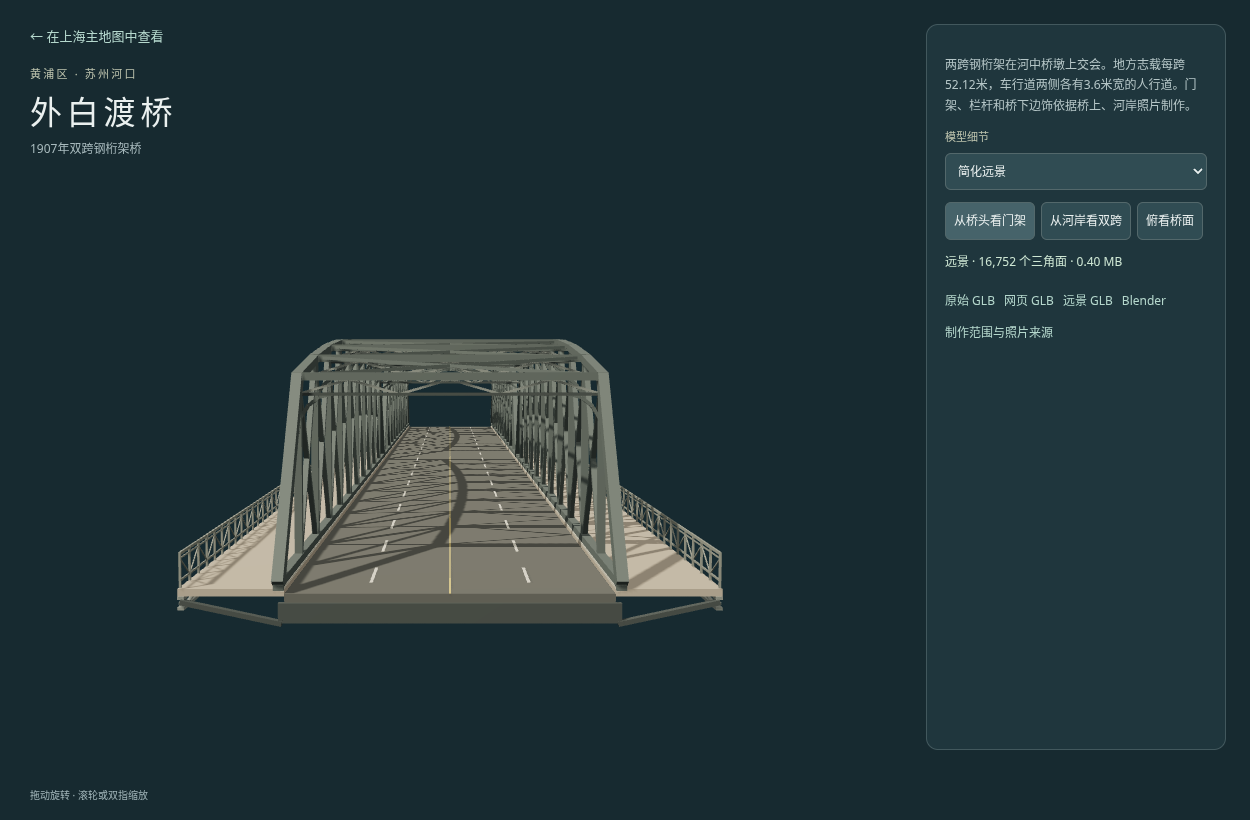 ← 在上海主地图中查看
黄浦区 · 苏州河口
外白渡桥
1907年双跨钢桁架桥
两跨钢桁架在河中桥墩上交会。地方志载每跨
52.12米，车行道两侧各有3.6米宽的人行道。门
架、栏杆和桥下边饰依据桥上、河岸照片制作。
模型细节
简化远景
从桥头看门架 从河岸看双跨 俯看桥面
远景 · 16,752 个三角面 · 0.40 MB
原始 GLB 网页 GLB 远景 GLB Blender
制作范围与照片来源
拖动旋转 · 滚轮或双指缩放